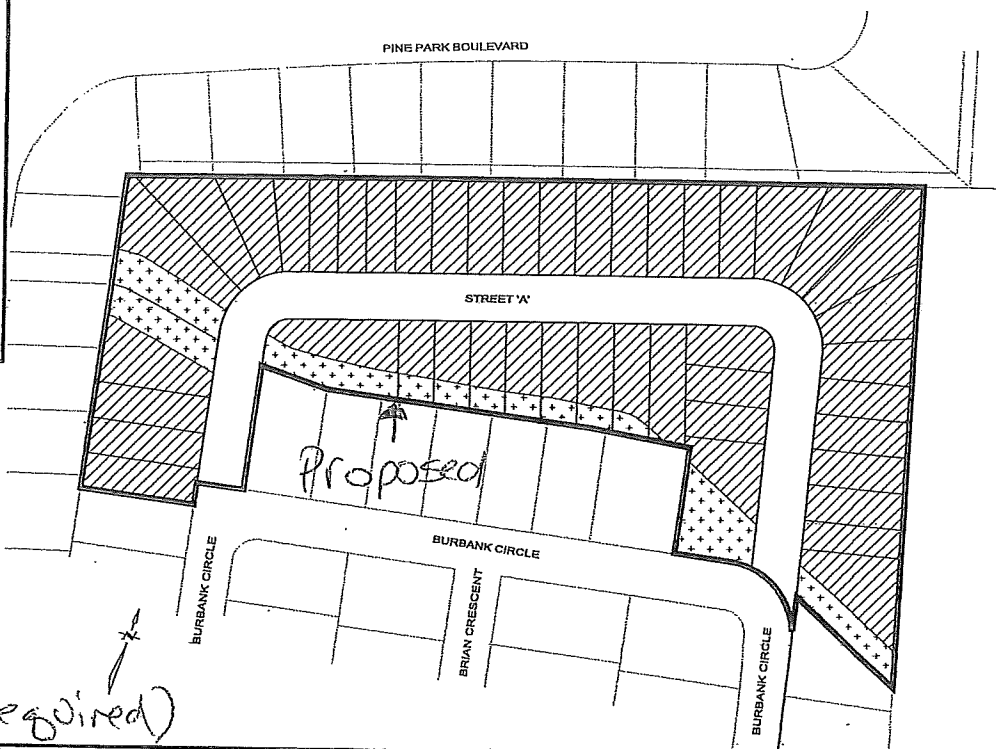 PINE PARK BOULEVARD
STREET 'A'
Proposed
BURBANK CIRCLE
BURBANK CIRCLE
BRIAN CRESCENT
BURBANK CIRCLE
N
equired)